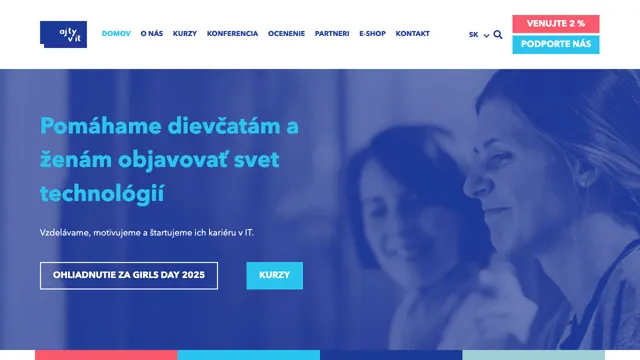 aj ty
v it
DOMOV
O NÁS
KURZY
KONFERENCIA
OCENENIE
PARTNERI
E-SHOP
KONTAKT
SK
VENUJTE 2 %
PODPORTE NÁS
Pomáhame dievčatám a
ženám objavovať svet
technológií
Vzdelávame, motivujeme a štartujeme ich kariéru v IT.
OHLIADNUTIE ZA GIRLS DAY 2025
KURZY